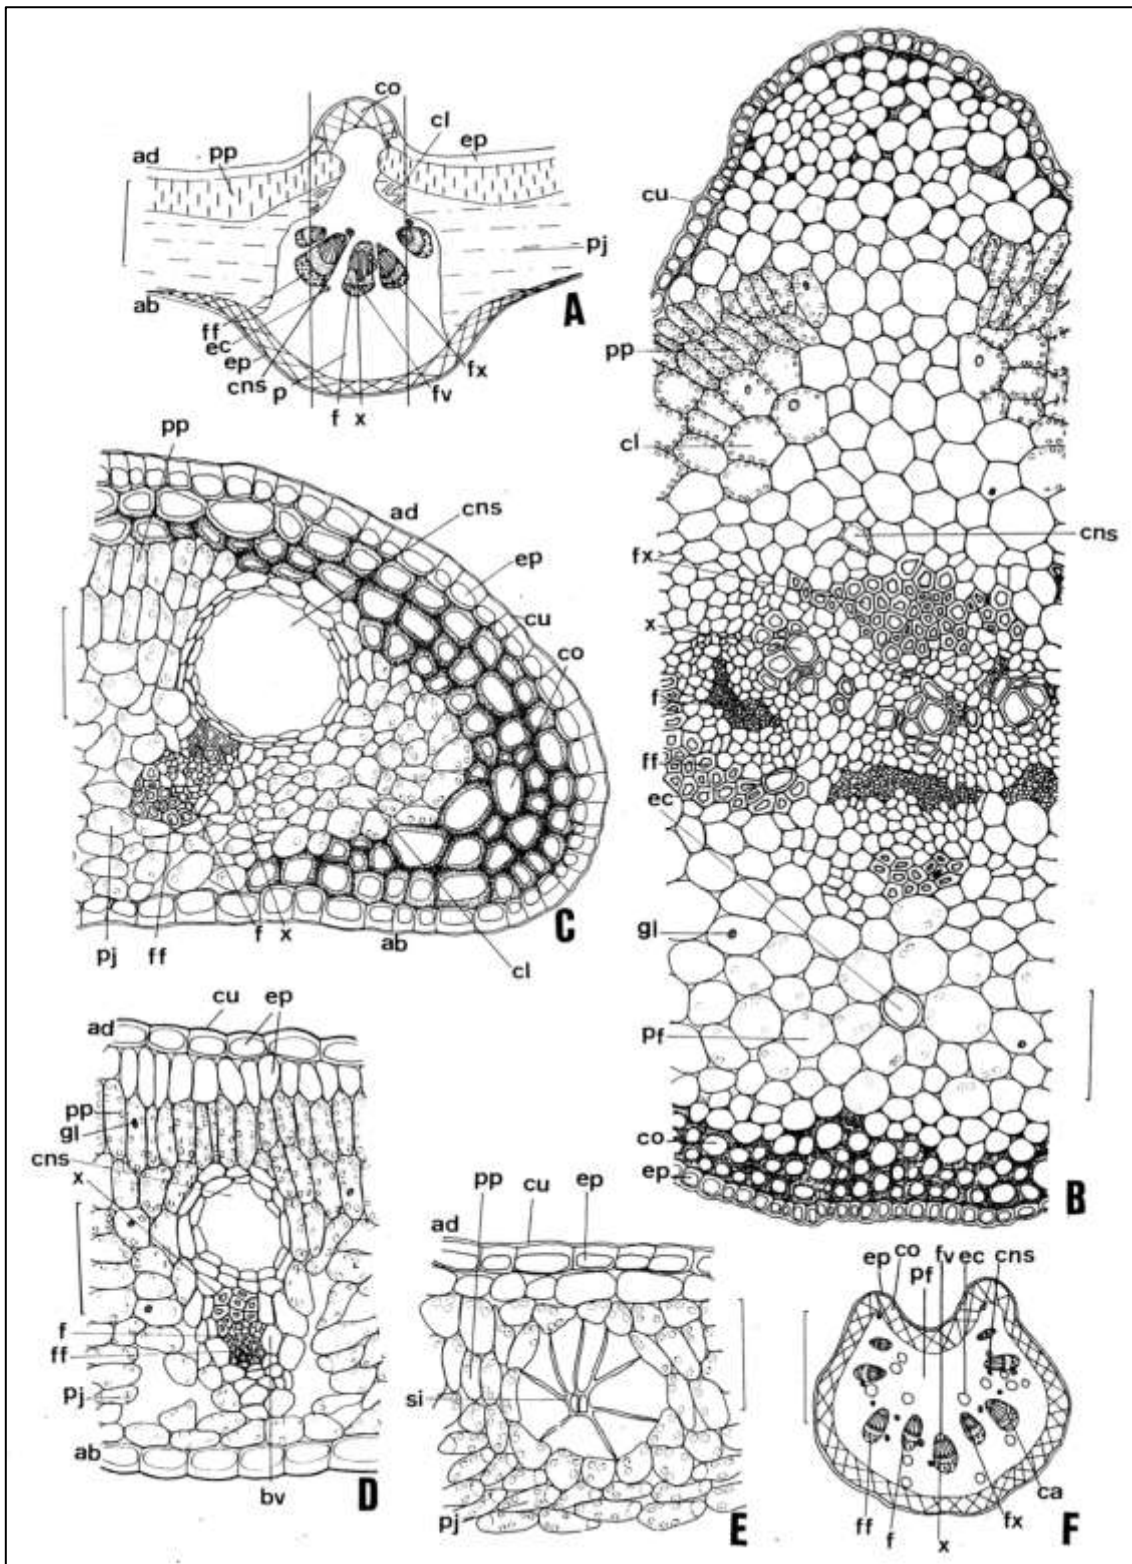 co
cl
ep
ad
pp
pj
ab
A
ff
ec
ep
cns
p
f
x
fv
fx
cu
pp
cl
cns
fx
x
f
ff
ec
gl
pf
co
ep
B
pp
ad
cns
ep
cu
co
C
pj
ff
f
x
ab
cl
cu
ep
ad
pp
gl
cns
x
f
ff
pj
ab
bv
D
pp
cu
ep
ad
si
pj
E
ep
co
pf
fv
ec
cns
ca
ff
f
x
fx
F